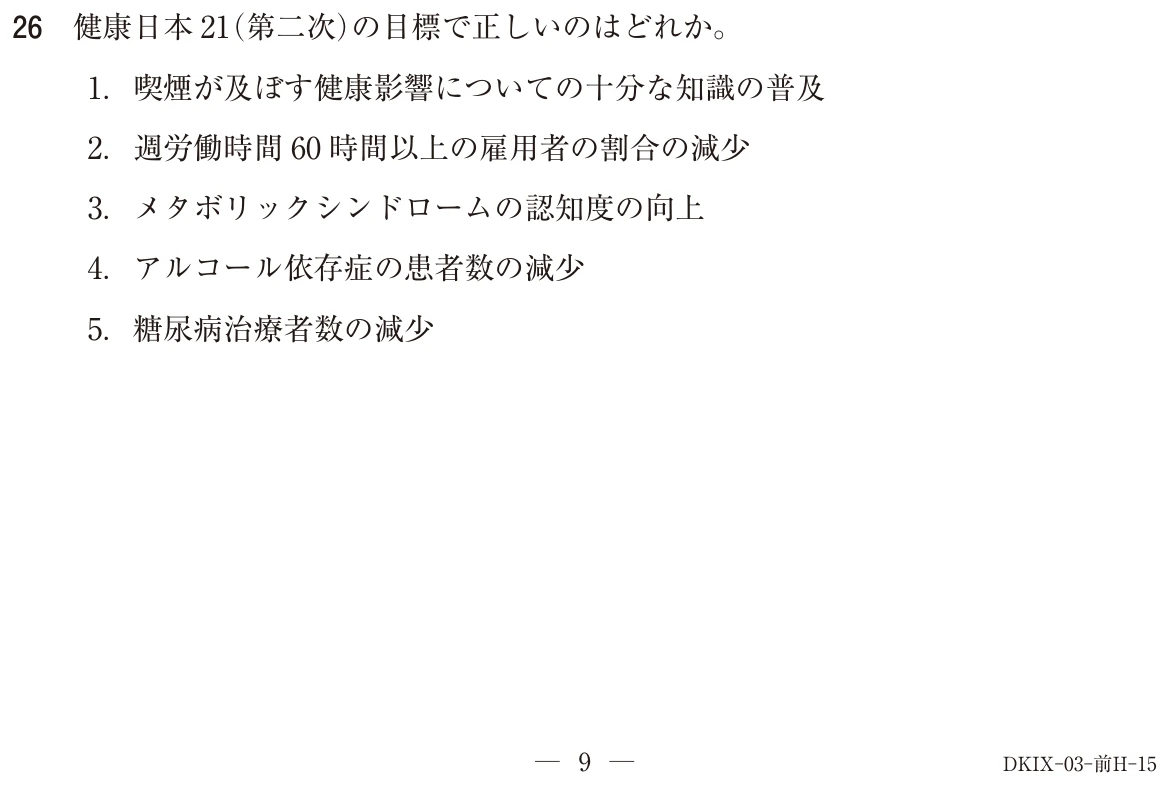 26 健康日本 21(第二次)の目標で正しいのはどれか。
1. 喫煙が及ぼす健康影響についての十分な知識の普及
2. 週労働時間 60 時間以上の雇用者の割合の減少
3. メタボリックシンドロームの認知度の向上
4. アルコール依存症の患者数の減少
5. 糖尿病治療者数の減少
— 9 —
DKIX-03-前H-15